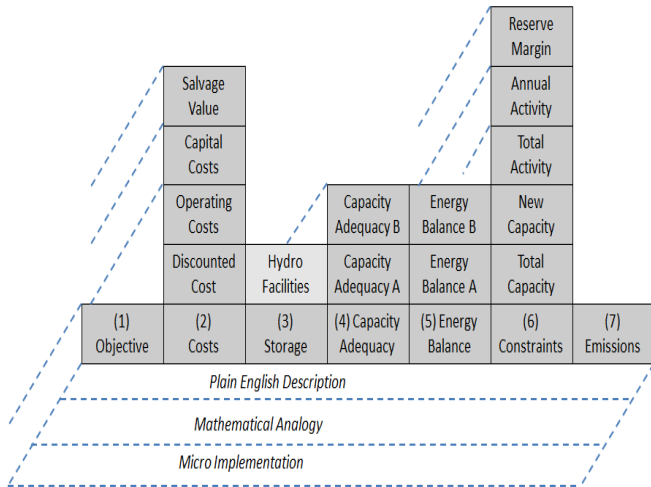 Reserve
Margin
Salvage
Value
Annual
Activity
Capital
Costs
Total
Activity
Operating
Costs
Capacity
Adequacy B
Energy
Balance B
New
Capacity
Discounted
Cost
Hydro
Facilities
Capacity
Adequacy A
Energy
Balance A
Total
Capacity
(1)
Objective
(2)
Costs
(3)
Storage
(4) Capacity
Adequacy
(5) Energy
Balance
(6)
Constraints
(7)
Emissions
Plain English Description
Mathematical Analogy
Micro Implementation